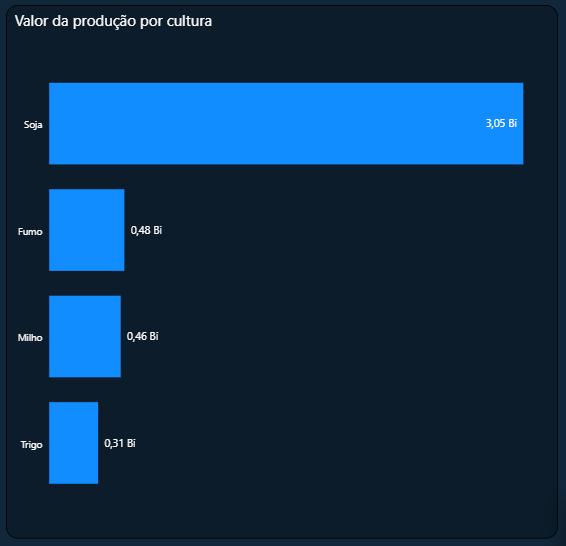 Valor da produção por cultura
Soja 3,05 Bi
Fumo 0,48 Bi
Milho 0,46 Bi
Trigo 0,31 Bi